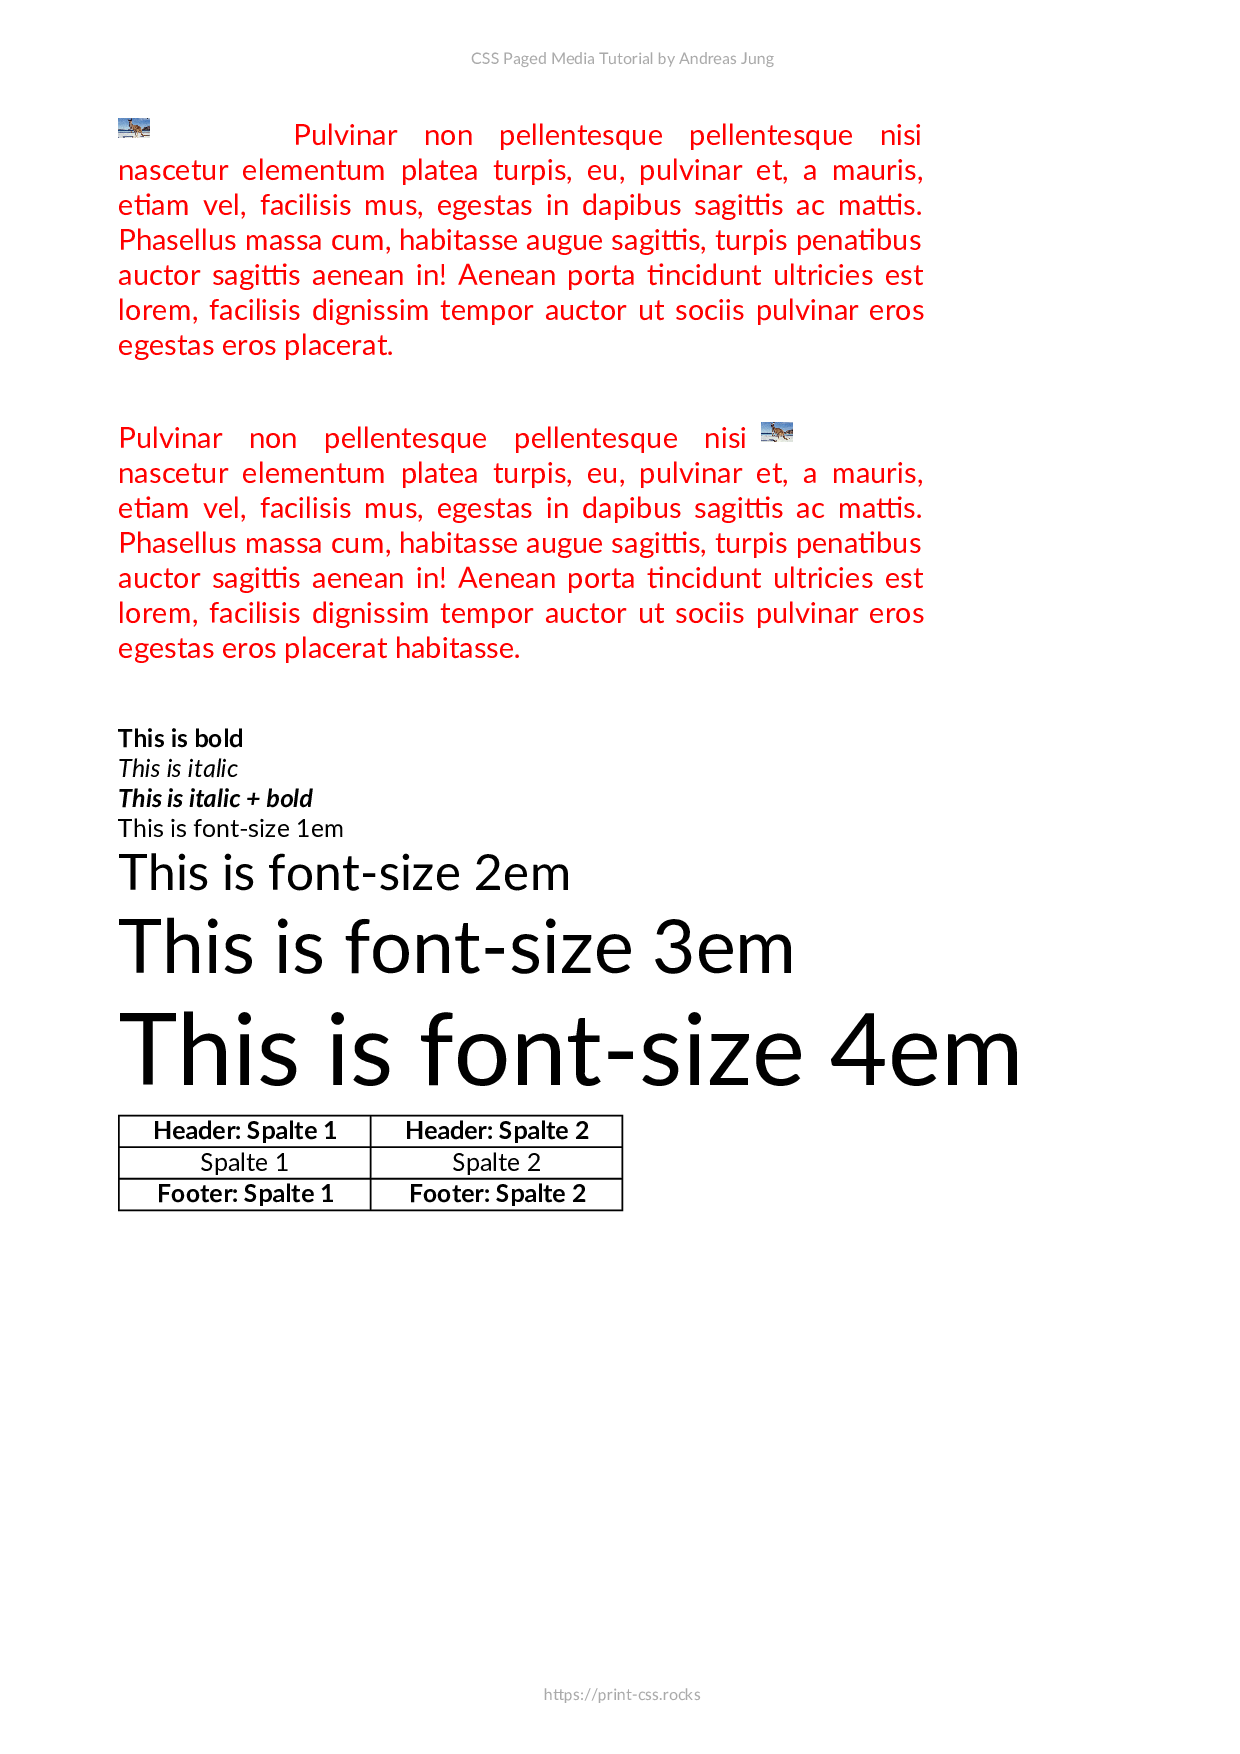 CSS Paged Media Tutorial by Andreas Jung
Pulvinar non pellentesque pellentesque nisi
nascetur elementum platea turpis, eu, pulvinar et, a mauris,
etiam vel, facilisis mus, egestas in dapibus sagittis ac mattis.
Phasellus massa cum, habitasse augue sagittis, turpis penatibus
auctor sagittis aenean in! Aenean porta tincidunt ultricies est
lorem, facilisis dignissim tempor auctor ut sociis pulvinar eros
egestas eros placerat.
Pulvinar non pellentesque pellentesque nisi
nascetur elementum platea turpis, eu, pulvinar et, a mauris,
etiam vel, facilisis mus, egestas in dapibus sagittis ac mattis.
Phasellus massa cum, habitasse augue sagittis, turpis penatibus
auctor sagittis aenean in! Aenean porta tincidunt ultricies est
lorem, facilisis dignissim tempor auctor ut sociis pulvinar eros
egestas eros placerat habitasse.
This is bold
This is italic
This is italic + bold
This is font-size 1em
This is font-size 2em
This is font-size 3em
This is font-size 4em
Header: Spalte 1 Header: Spalte 2
Spalte 1 Spalte 2
Footer: Spalte 1 Footer: Spalte 2
https://print-css.rocks